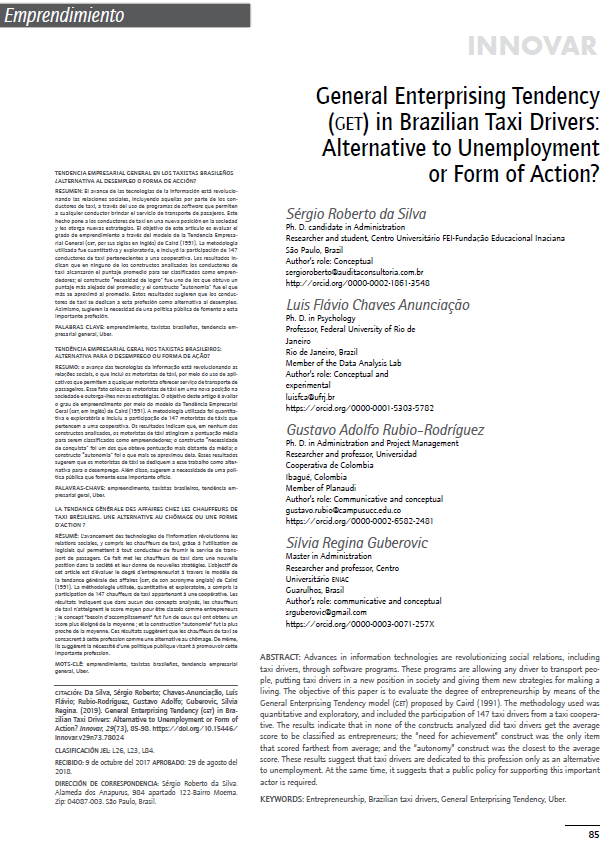 Emprendimiento
INNOVAR
General Enterprising Tendency
(GET) in Brazilian Taxi Drivers:
Alternative to Unemployment
or Form of Action?
TENDENCIA EMPRESARIAL GENERAL EN LOS TAXISTAS BRASILEÑOS
¿ALTERNATIVA AL DESEMPLEO O FORMA DE ACCIÓN?
RESUMEN: El avance de las tecnologías de la información está revolucio-
nando las relaciones sociales, incluyendo aquellas por parte de los con-
ductores de taxi, a través del uso de programas de software que permiten
a cualquier conductor brindar el servicio de transporte de pasajeros. Este
hecho pone a los conductores de taxi en una nueva posición en la sociedad
y les otorga nuevas estrategias. El objetivo de este artículo es evaluar el
grado de emprendimiento a través del modelo de la Tendencia Empresa-
rial General (GET, por sus siglas en inglés) de Caird (1991). La metodología
utilizada fue cuantitativa y exploratoria, e incluyó la participación de 147
conductores de taxi pertenecientes a una cooperativa. Los resultados in-
dican que en ninguno de los constructos analizados los conductores de
taxi alcanzaron el puntaje promedio para ser clasificados como empren-
dedores; el constructo "necesidad de logro" fue uno de los que obtuvo un
puntaje más alejado del promedio; y el constructo "autonomía" fue el que
más se aproximó al promedio. Estos resultados sugieren que los conduc-
tores de taxi se dedican a esta profesión como alternativa al desempleo.
Asimismo, sugieren la necesidad de una política pública de fomento a esta
importante profesión.
PALABRAS CLAVE: emprendimiento, taxistas brasileños, tendencia em-
presarial general, Uber.
TENDÊNCIA EMPRESARIAL GERAL NOS TAXISTAS BRASILEIROS:
ALTERNATIVA PARA O DESEMPREGO OU FORMA DE AÇÃO?
RESUMO: o avanço das tecnologias da informação está revolucionando as
relações sociais, o que inclui os motoristas de táxi, por meio do uso de apli-
cativos que permitem a qualquer motorista oferecer serviço de transporte de
passageiros. Esse fato coloca os motoristas de táxi em uma nova posição na
sociedade e outorga-lhes novas estratégias. O objetivo deste artigo é avaliar
o grau de empreendimento por meio do modelo da Tendência Empresarial
Geral (GET, em inglês) de Caird (1991). A metodologia utilizada foi quantita-
tiva e exploratória e incluiu a participação de 147 motoristas de táxis que
pertencem a uma cooperativa. Os resultados indicam que, em nenhum dos
constructos analisados, os motoristas de táxi atingiram a pontuação média
para serem classificados como empreendedores; o constructo "necessidade
de conquista" foi um dos que obteve pontuação mais distante da média; o
constructo "autonomia" foi o que mais se aproximou dela. Esses resultados
sugerem que os motoristas de táxi se dediquem a esse trabalho como alter-
nativa para o desemprego. Além disso, sugerem a necessidade de uma polí-
tica pública que fomente esse importante ofício.
PALAVRAS-CHAVE: empreendimento, taxistas brasileiros, tendência em-
presarial geral, Uber.
LA TENDANCE GÉNÉRALE DES AFFAIRES CHEZ LES CHAUFFEURS DE
TAXI BRÉSILIENS. UNE ALTERNATIVE AU CHÔMAGE OU UNE FORME
D'ACTION ?
RÉSUMÉ: L'avancement des technologies de l'information révolutionne les
relations sociales, y compris les chauffeurs de taxi, grâce à l'utilisation de
logiciels qui permettent à tout conducteur de fournir le service de trans-
port de passagers. Ce fait met les chauffeurs de taxi dans une nouvelle
position dans la société et leur donne de nouvelles stratégies. L'objectif de
cet article est d'évaluer le degré d'entrepreneuriat à travers le modèle de
la tendance générale des affaires (GET, de son acronyme anglais) de Caird
(1991). La méthodologie utilisée, quantitative et exploratoire, a compris la
participation de 147 chauffeurs de taxi appartenant à une coopérative. Les
résultats indiquent que dans aucun des concepts analysés, les chauffeurs
de taxi n'atteignent le score moyen pour être classés comme entrepreneurs
; le concept "besoin d'accomplissement" fut l'un de ceux qui ont obtenu un
score plus éloigné de la moyenne ; et la construction "autonomie" fut la plus
proche de la moyenne. Ces résultats suggèrent que les chauffeurs de taxi se
consacrent à cette profession comme une alternative au chômage. De même,
ils suggèrent la nécessité d'une politique publique visant à promouvoir cette
importante profession.
MOTS-CLÉ: emprendimiento, taxistas brasileños, tendencia empresarial
general, Uber.
CITACIÓN: Da Silva, Sérgio Roberto; Chaves-Anunciação, Luis
Flávio; Rubio-Rodríguez, Gustavo Adolfo; Guberovic, Silvia
Regina. (2019). General Enterprising Tendency (GET) in Bra-
zilian Taxi Drivers: Alternative to Unemployment or Form of
Action? Innovar, 29(73), 85-98. https://doi.org/10.15446/
innovar.v29n73.78024
CLASIFICACIÓN JEL: L26, L23, L84.
RECIBIDO: 9 de octubre del 2017 APROBADO: 29 de agosto del
2018.
DIRECCIÓN DE CORRESPONDENCIA: Sérgio Roberto da Silva.
Alameda dos Anapurus, 984 apartado 122-Bairro Moema.
Zip: 04087-003. São Paulo, Brasil.
Sérgio Roberto da Silva
Ph. D. candidate in Administration
Researcher and student, Centro Universitário FEI-Fundação Educacional Inaciana
São Paulo, Brazil
Author's role: Conceptual
sergioroberto@auditaconsultoria.com.br
http://orcid.org/0000-0002-1861-3548
Luis Flávio Chaves Anunciação
Ph. D. in Psychology
Professor, Federal University of Rio de
Janeiro
Rio de Janeiro, Brazil
Member of the Data Analysis Lab
Author's role: Conceptual and
experimental
luisfca@ufrj.br
https://orcid.org/0000-0001-5303-5782
Gustavo Adolfo Rubio-Rodríguez
Ph. D. in Administration and Project Management
Researcher and professor, Universidad
Cooperativa de Colombia
Ibagué, Colombia
Member of Planaudi
Author's role: Communicative and conceptual
gustavo.rubio@campusucc.edu.co
https://orcid.org/0000-0002-6582-2481
Silvia Regina Guberovic
Master in Administration
Researcher and professor, Centro
Universitário ENIAC
Guarulhos, Brasil
Author's role: communicative and conceptual
srguberovic@gmail.com
https://orcid.org/0000-0003-0071-257X
ABSTRACT: Advances in information technologies are revolutionizing social relations, including
taxi drivers, through software programs. These programs are allowing any driver to transport peo-
ple, putting taxi drivers in a new position in society and giving them new strategies for making a
living. The objective of this paper is to evaluate the degree of entrepreneurship by means of the
General Enterprising Tendency model (GET) proposed by Caird (1991). The methodology used was
quantitative and exploratory, and included the participation of 147 taxi drivers from a taxi coopera-
tive. The results indicate that in none of the constructs analyzed did taxi drivers get the average
score to be classified as entrepreneurs; the "need for achievement" construct was the only item
that scored farthest from average; and the "autonomy" construct was the closest to the average
score. These results suggest that taxi drivers are dedicated to this profession only as an alternative
to unemployment. At the same time, it suggests that a public policy for supporting this important
actor is required.
KEYWORDS: Entrepreneurship, Brazilian taxi drivers, General Enterprising Tendency, Uber.
85